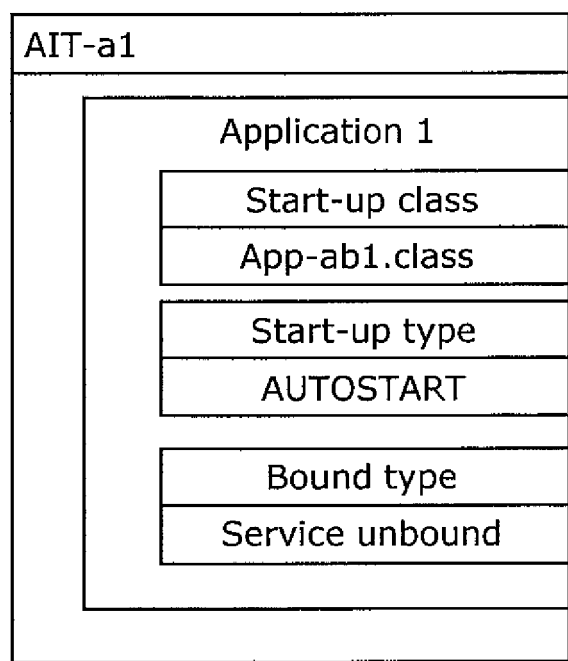 AIT-a1
Application 1
Start-up class
App-ab1.class
Start-up type
AUTOSTART
Bound type
Service unbound